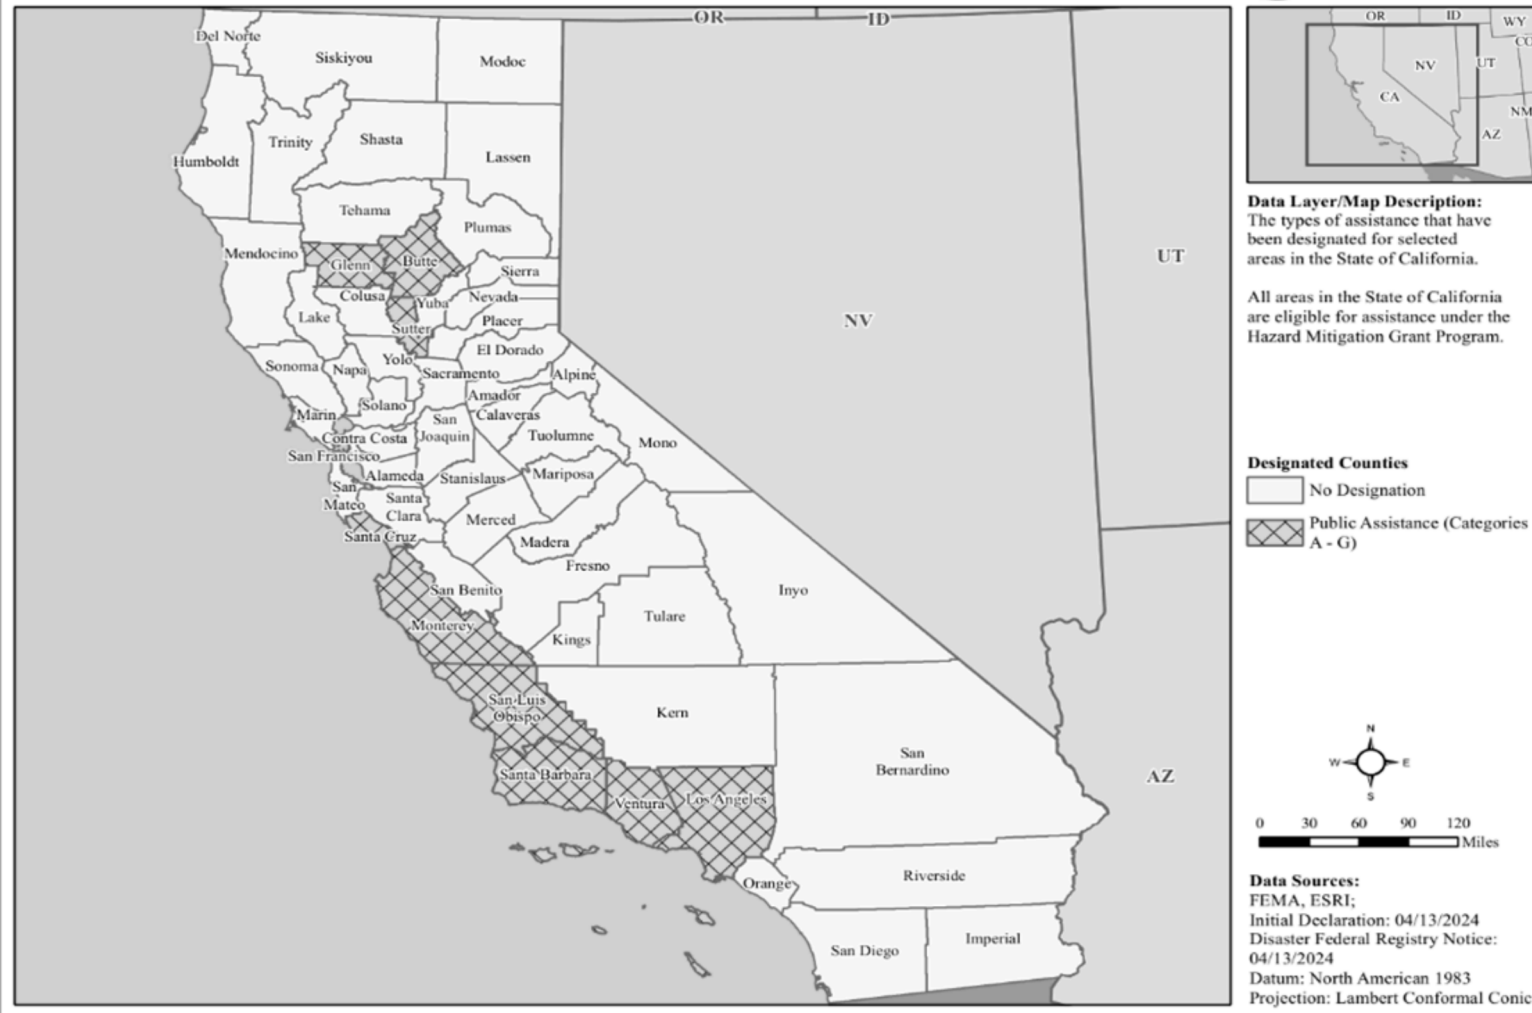 OR
ID
Del Norte
Siskiyou
Modoc
Trinity
Shasta
Lassen
Humboldt
Tehama
Plumas
Mendocino
Glenn
Butte
Sierra
Colusa
Yuba
Nevada
Lake
Sutter
Placer
Sonoma
Napa
Yolo
El Dorado
Sacramento
Alpine
Amador
Solano
Marin
Calaveras
San
Joaquin
Contra Costa
Tuolumne
Mono
San Francisco
Alameda
Stanislaus
Mariposa
San
Mateo
Santa
Clara
Merced
Santa Cruz
Madera
Fresno
San Benito
Inyo
Monterey
Tulare
Kings
San Luis
Obispo
Kern
San
Bernardino
Santa Barbara
Ventura
Los Angeles
Orange
Riverside
San Diego
Imperial
NV
UT
AZ
OR
ID
WY
CO
NV
UT
CA
NM
AZ
Data Layer/Map Description:
The types of assistance that have
been designated for selected
areas in the State of California.
All areas in the State of California
are eligible for assistance under the
Hazard Mitigation Grant Program.
Designated Counties
No Designation
Public Assistance (Categories
A - G)
N
W
E
S
0 30 60 90 120
Miles
Data Sources:
FEMA, ESRI;
Initial Declaration: 04/13/2024
Disaster Federal Registry Notice:
04/13/2024
Datum: North American 1983
Projection: Lambert Conformal Conic